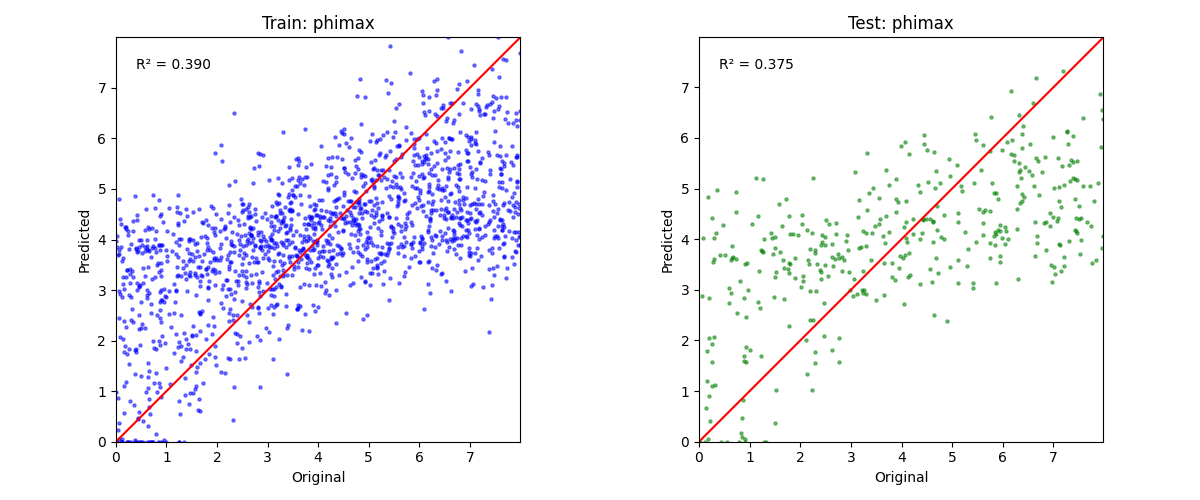 Train: phimax
R² = 0.390
Predicted
7
6
5
4
3
2
1
0
0 1 2 3 4 5 6 7
Original
Test: phimax
R² = 0.375
Predicted
7
6
5
4
3
2
1
0
0 1 2 3 4 5 6 7
Original